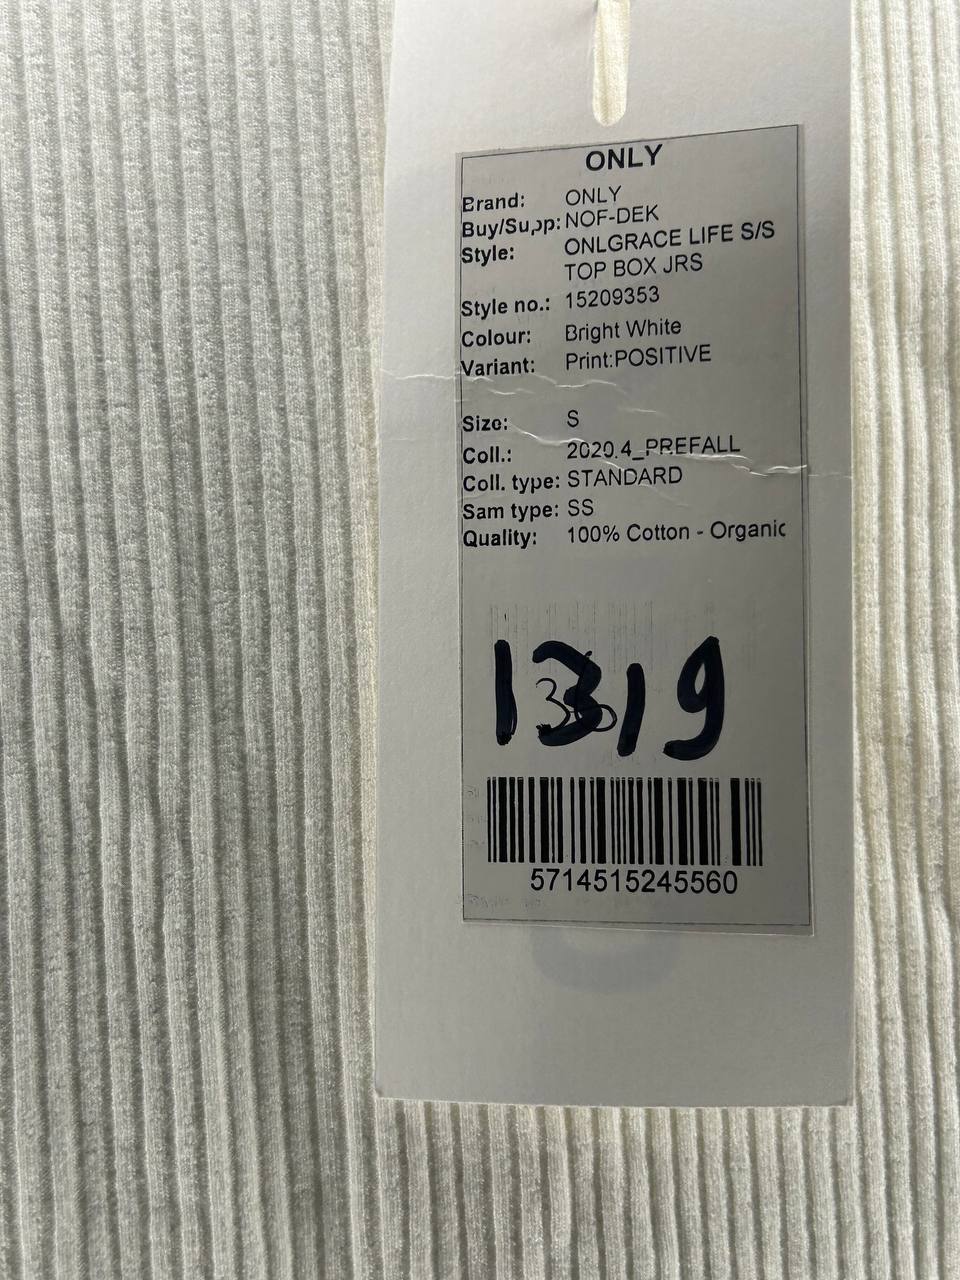 ONLY
Brand: ONLY
Buy/Supp: NOF-DEK
Style: ONLGRACE LIFE S/S
TOP BOX JRS
Style no.: 15209353
Colour: Bright White
Variant: Print:POSITIVE
Size: S
Coll.: 2020.4_PREFALL
Coll. type: STANDARD
Sam type: SS
Quality: 100% Cotton - Organic
1319
5714515245560